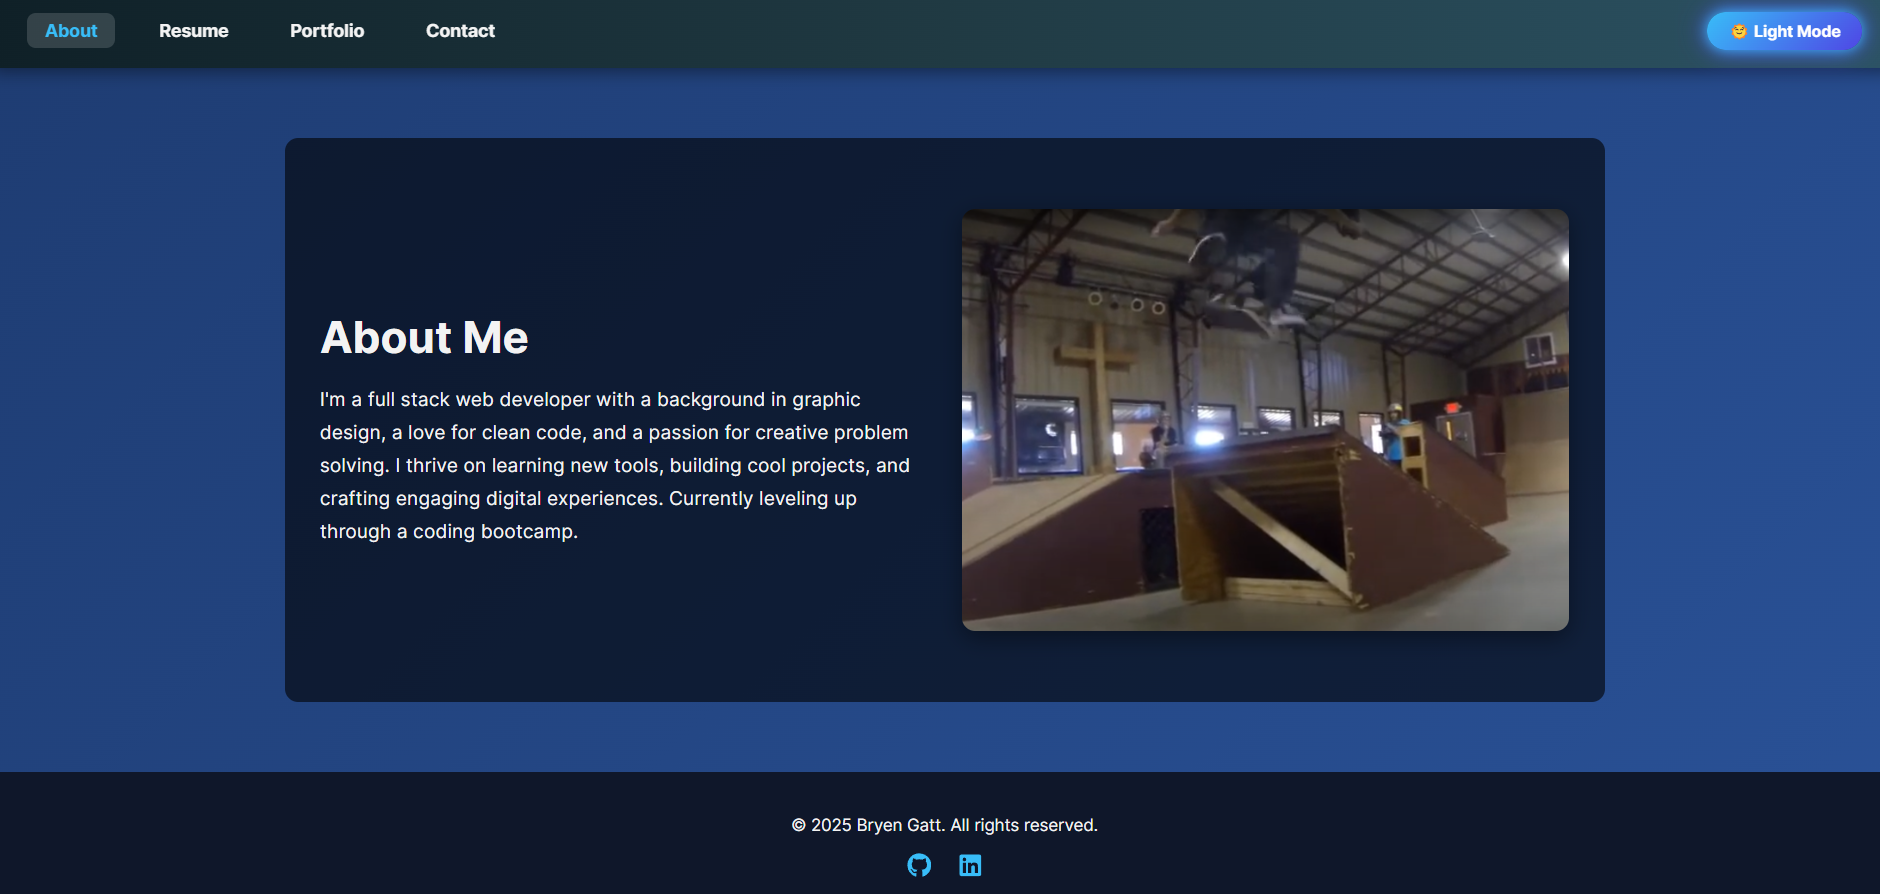 About
Resume
Portfolio
Contact
Light Mode
About Me
I'm a full stack web developer with a background in graphic
design, a love for clean code, and a passion for creative problem
solving. I thrive on learning new tools, building cool projects, and
crafting engaging digital experiences. Currently leveling up
through a coding bootcamp.
© 2025 Bryen Gatt. All rights reserved.
in